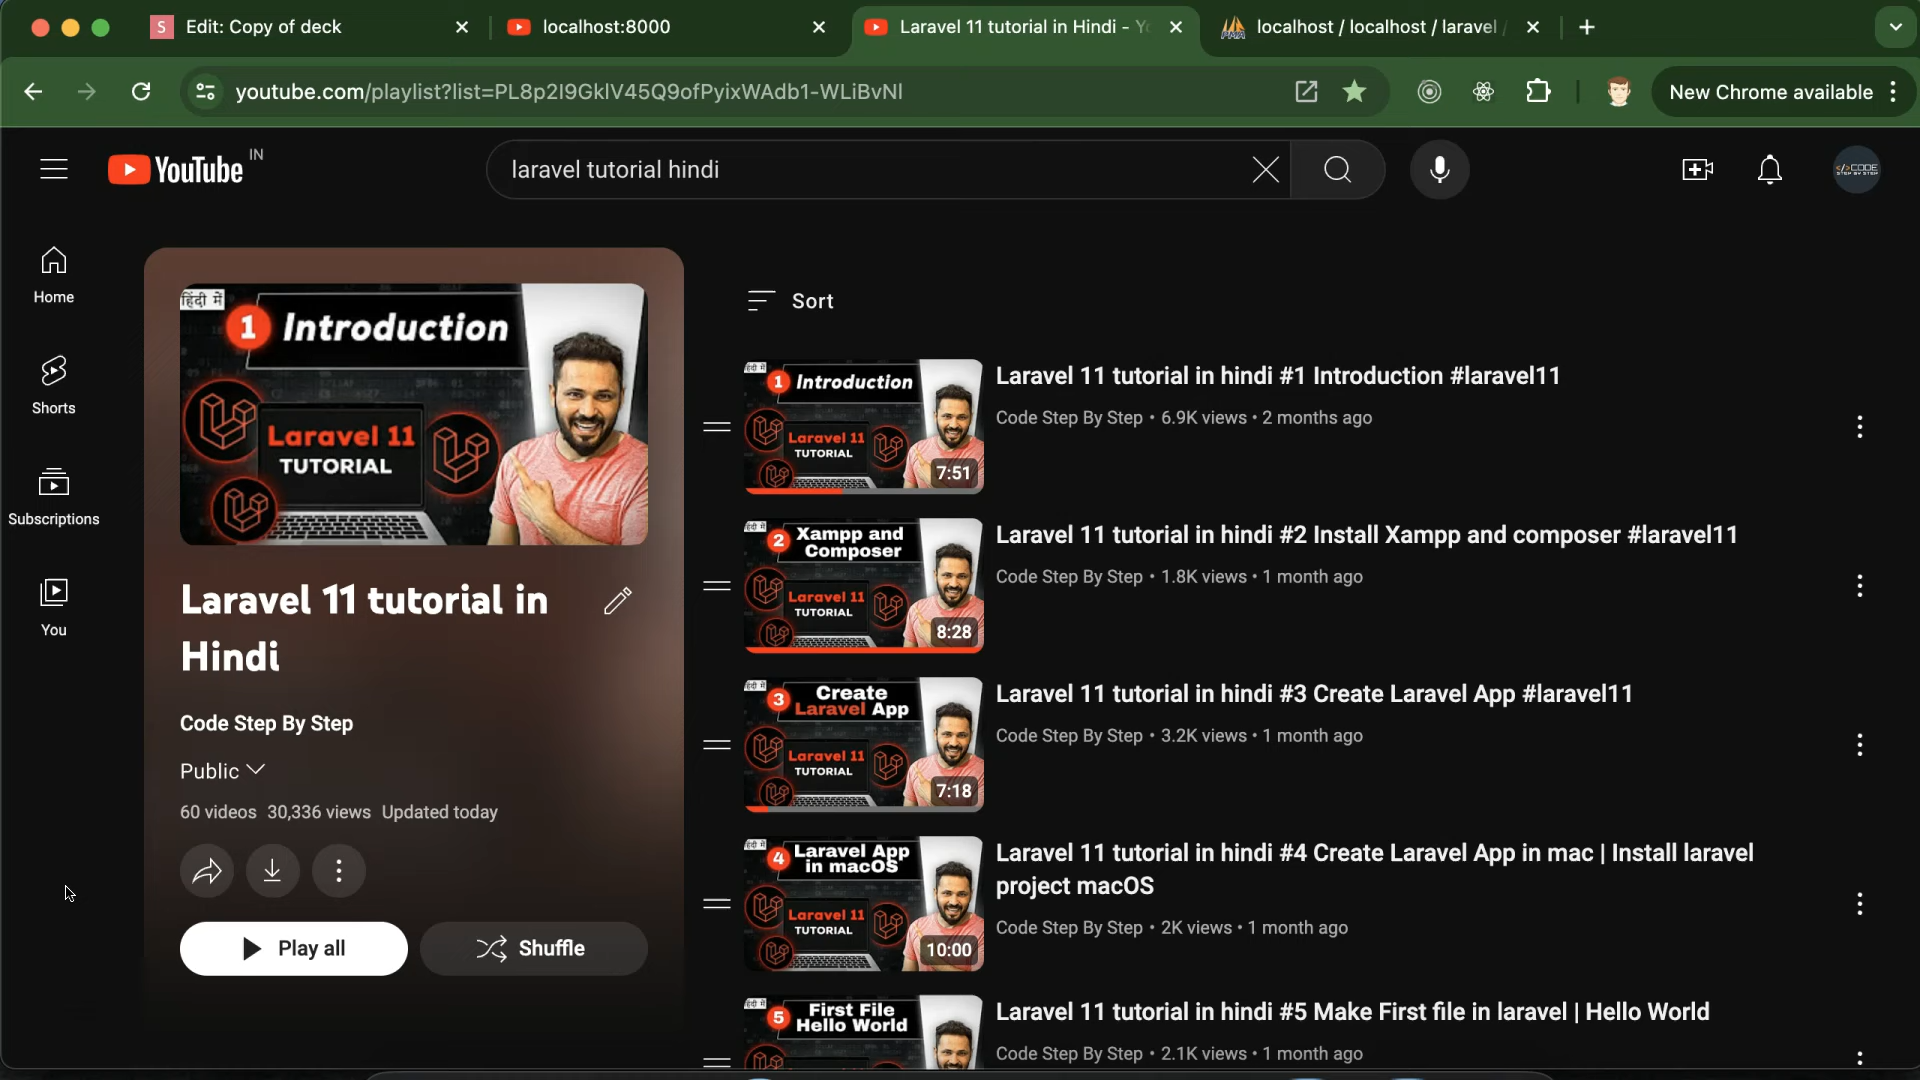 Edit: Copy of deck
localhost:8000
Laravel 11 tutorial in Hindi -
localhost / localhost / laravel /
youtube.com/playlist?list=PL8p2I9GklV45Q9ofPyixWAdb1-WLiBvNl
New Chrome available
YouTube IN
laravel tutorial hindi
</>CODE
STEP BY STEP
Home
Shorts
Subscriptions
You
हिंदी में
1 Introduction
Laravel 11
TUTORIAL
Laravel 11 tutorial in
Hindi
Code Step By Step
Public
60 videos 30,336 views Updated today
Play all
Shuffle
Sort
हिंदी में
1 Introduction
Laravel 11
TUTORIAL
7:51
Laravel 11 tutorial in hindi #1 Introduction #laravel11
Code Step By Step • 6.9K views • 2 months ago
हिंदी में
2 Xampp and
Composer
Laravel 11
TUTORIAL
8:28
Laravel 11 tutorial in hindi #2 Install Xampp and composer #laravel11
Code Step By Step • 1.8K views • 1 month ago
हिंदी में
3 Create
Laravel App
Laravel 11
TUTORIAL
7:18
Laravel 11 tutorial in hindi #3 Create Laravel App #laravel11
Code Step By Step • 3.2K views • 1 month ago
हिंदी में
4 Laravel App
in macOS
Laravel 11
TUTORIAL
10:00
Laravel 11 tutorial in hindi #4 Create Laravel App in mac | Install laravel
project macOS
Code Step By Step • 2K views • 1 month ago
हिंदी में
5 First File
Hello World
Laravel 11 tutorial in hindi #5 Make First file in laravel | Hello World
Code Step By Step • 2.1K views • 1 month ago